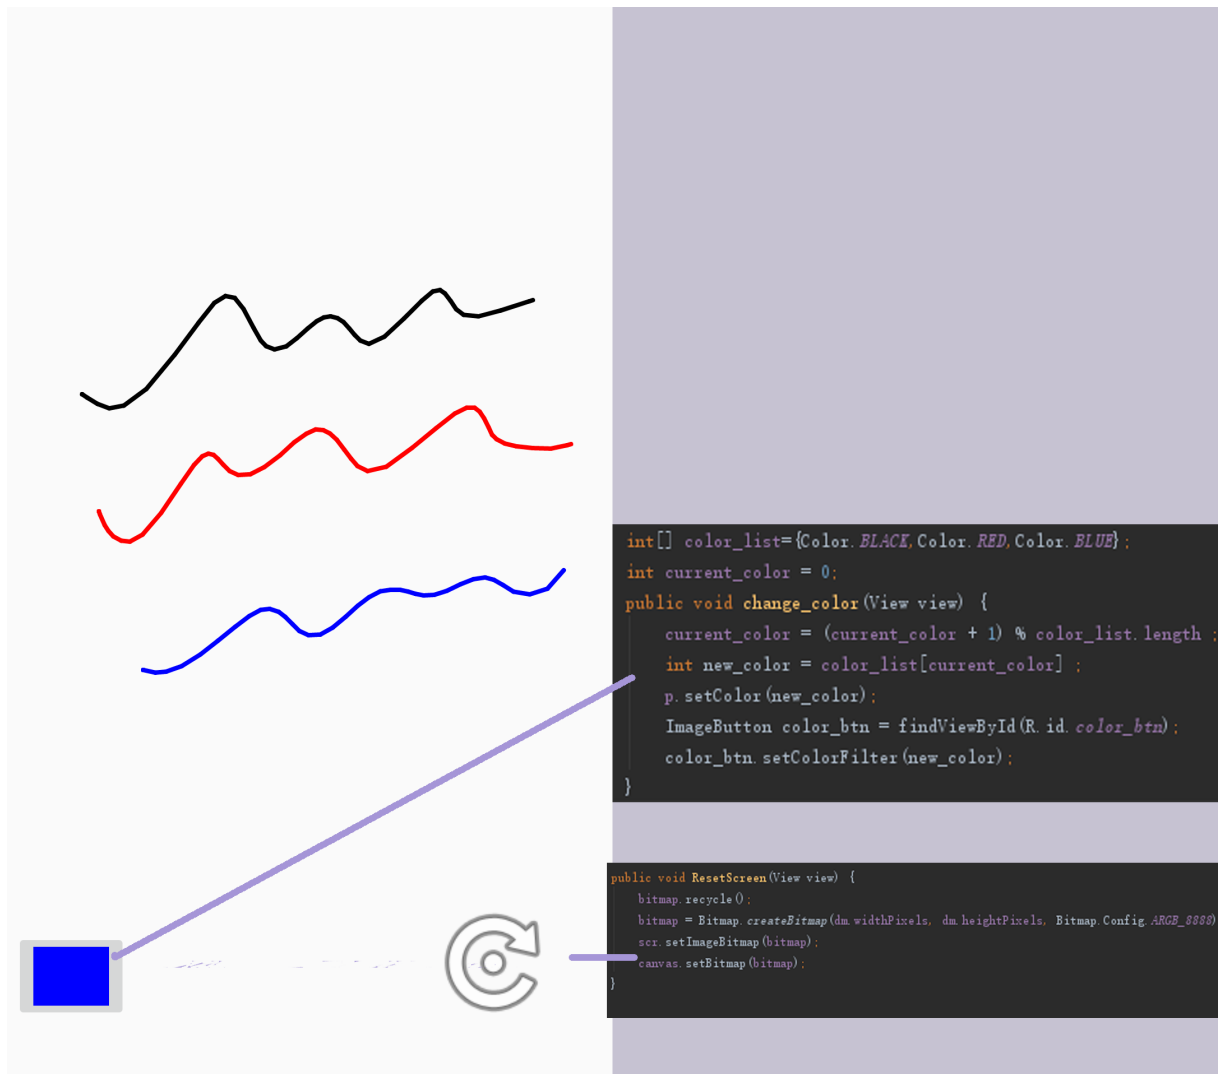 int[] color_list={Color.BLACK,Color.RED,Color.BLUE};
int current_color = 0;
public void change_color(View view) {
current_color = (current_color + 1) % color_list.length ;
int new_color = color_list[current_color] ;
p.setColor(new_color);
ImageButton color_btn = findViewById(R.id.color_btn);
color_btn.setColorFilter(new_color);
}
public void ResetScreen(View view) {
bitmap.recycle();
bitmap = Bitmap.createBitmap(dm.widthPixels, dm.heightPixels, Bitmap.Config.ARGB_8888)
scr.setImageBitmap(bitmap);
canvas.setBitmap(bitmap);
}